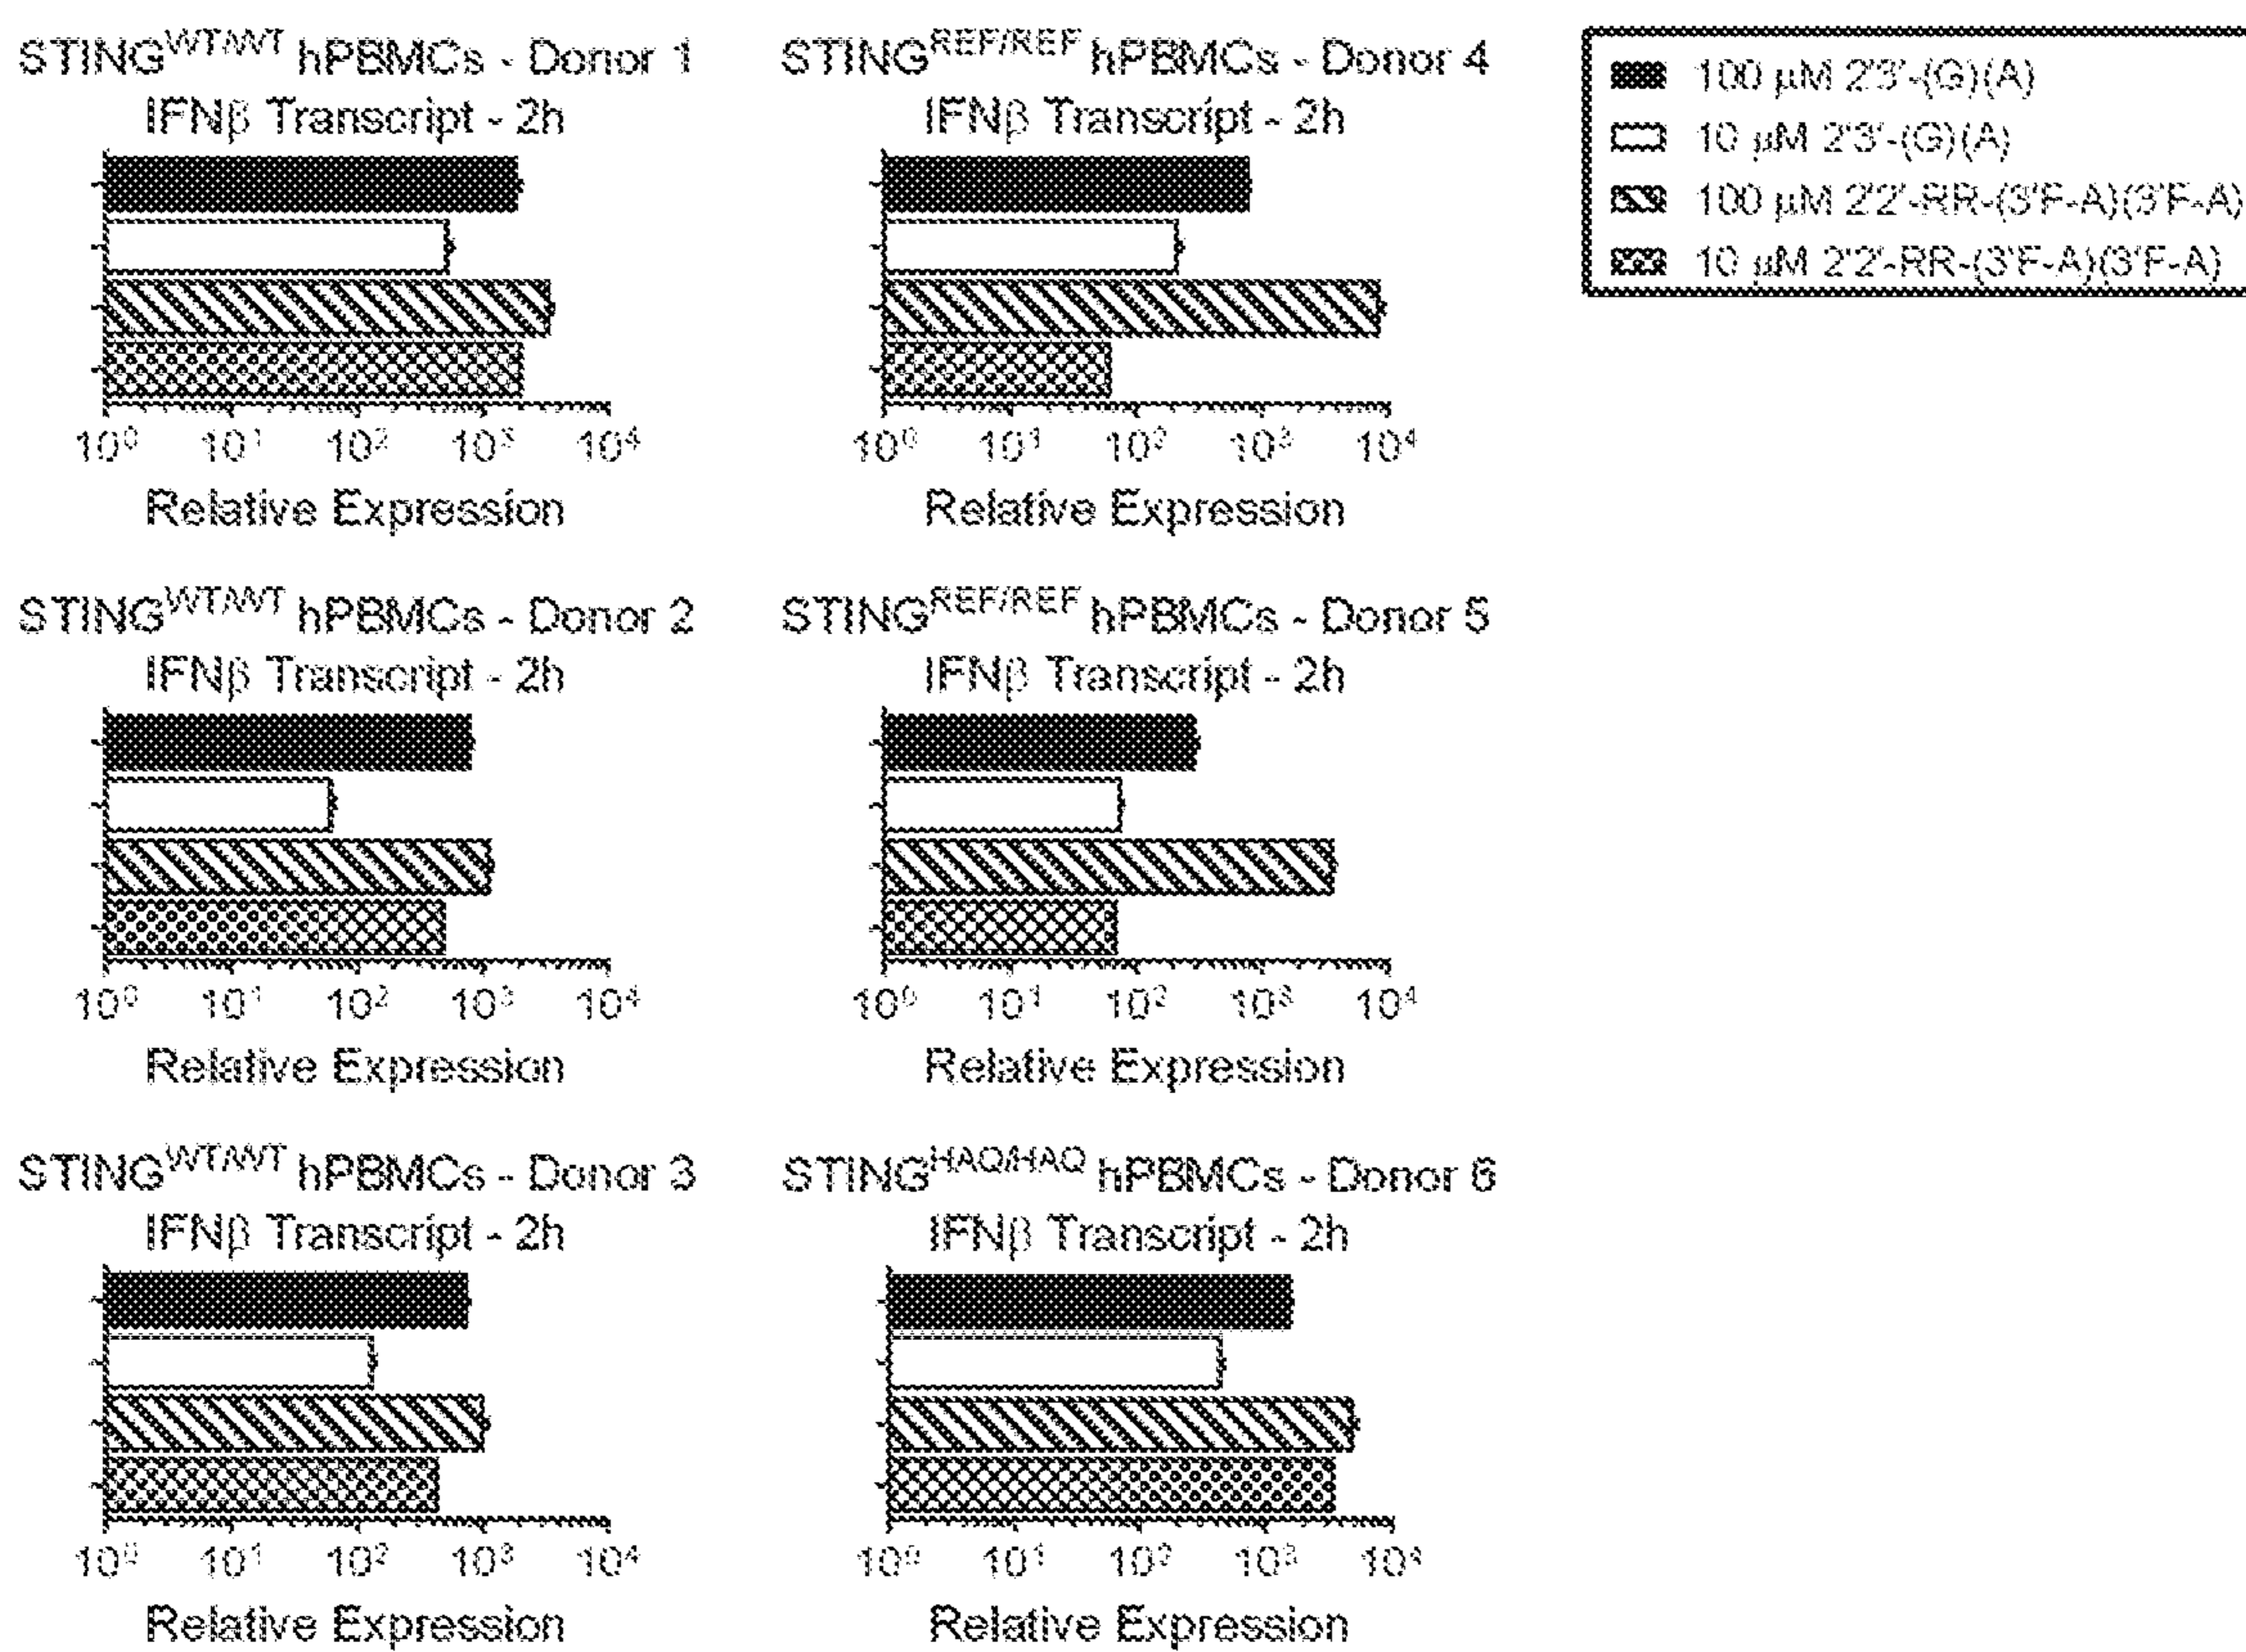 STING^WT/WT hPBMCs - Donor 1
IFNβ Transcript - 2h
10⁰ 10¹ 10² 10³ 10⁴
Relative Expression
STING^REF/REF hPBMCs - Donor 4
IFNβ Transcript - 2h
10⁰ 10¹ 10² 10³ 10⁴
Relative Expression
100 µM 2'3'-(G)(A)
10 µM 2'3'-(G)(A)
100 µM 2'2'-RR-(3'F-A)(3'F-A)
10 µM 2'2'-RR-(3'F-A)(3'F-A)
STING^WT/WT hPBMCs - Donor 2
IFNβ Transcript - 2h
10⁰ 10¹ 10² 10³ 10⁴
Relative Expression
STING^REF/REF hPBMCs - Donor 5
IFNβ Transcript - 2h
10⁰ 10¹ 10² 10³ 10⁴
Relative Expression
STING^WT/WT hPBMCs - Donor 3
IFNβ Transcript - 2h
10⁰ 10¹ 10² 10³ 10⁴
Relative Expression
STING^HAQ/HAQ hPBMCs - Donor 6
IFNβ Transcript - 2h
10⁰ 10¹ 10² 10³ 10⁴
Relative Expression